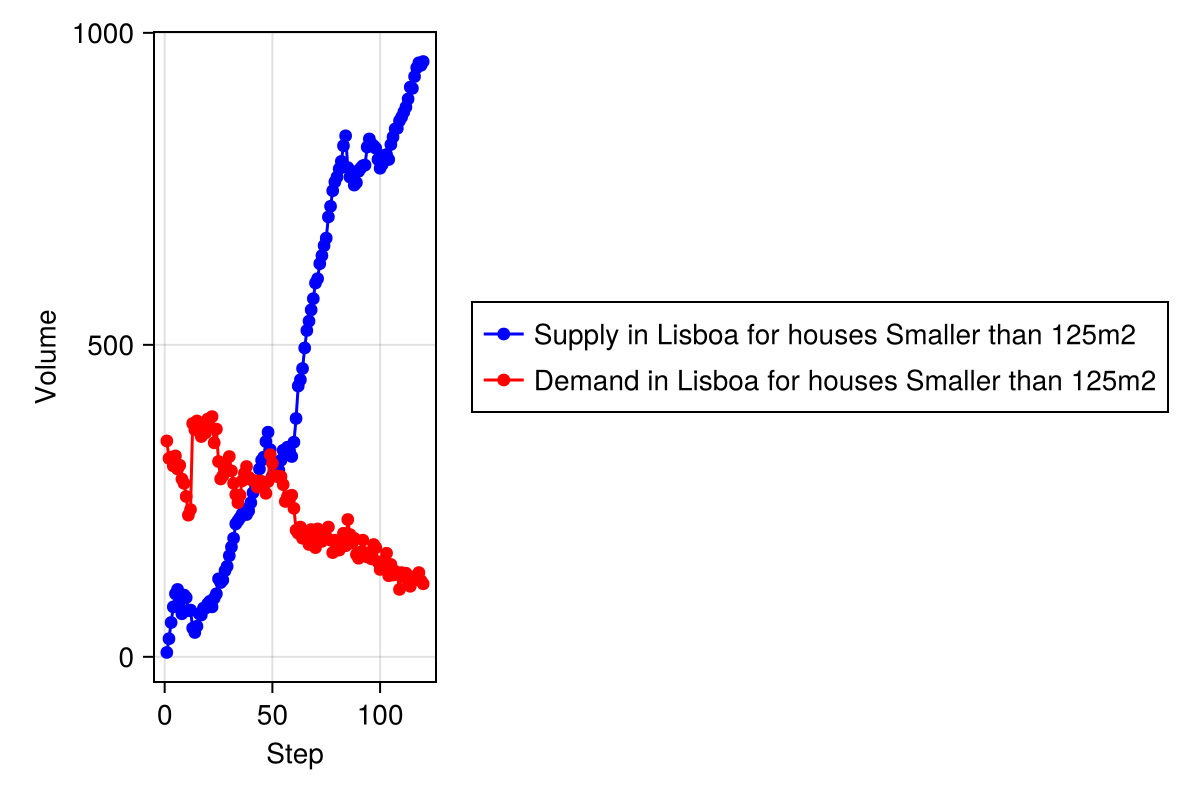 1000
500
0
Volume
0 50 100
Step
Supply in Lisboa for houses Smaller than 125m2
Demand in Lisboa for houses Smaller than 125m2